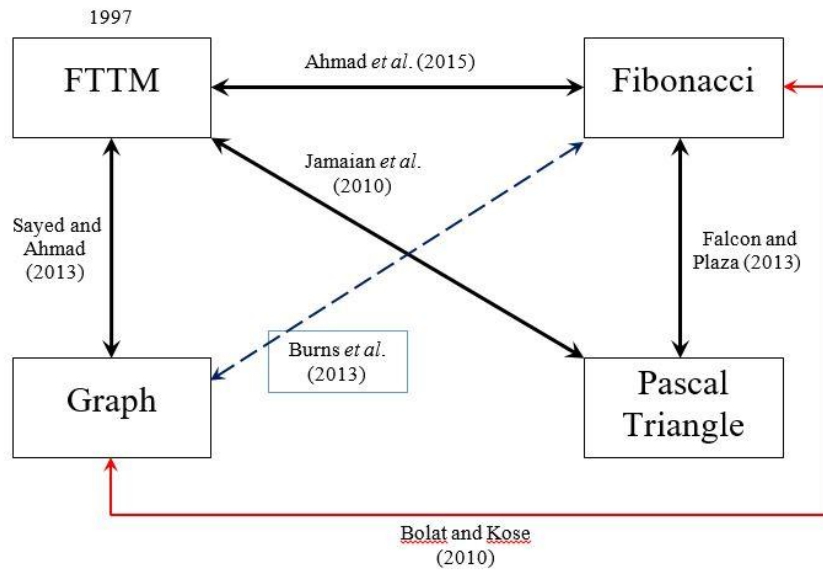 1997
FTTM
Ahmad et al. (2015)
Fibonacci
Jamaian et al.
(2010)
Sayed and
Ahmad
(2013)
Falcon and
Plaza (2013)
Burns et al.
(2013)
Graph
Pascal
Triangle
Bolat and Kose
(2010)